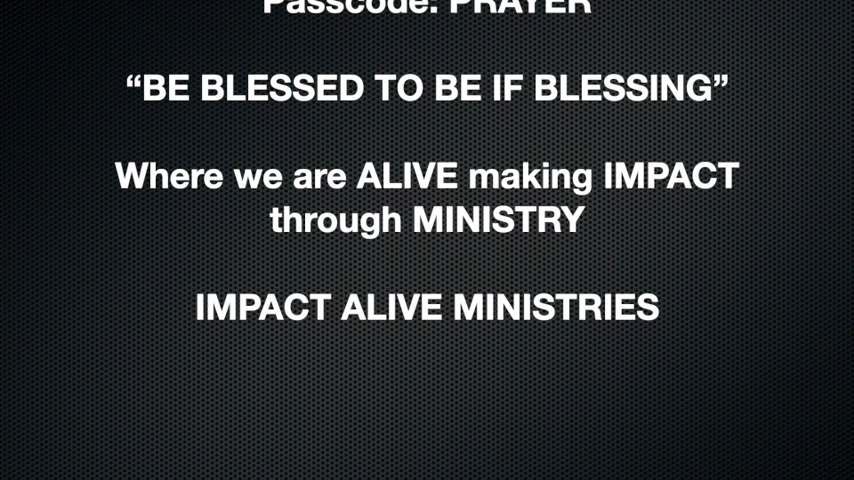 Passcode: PRAYER
“BE BLESSED TO BE IF BLESSING”
Where we are ALIVE making IMPACT
through MINISTRY
IMPACT ALIVE MINISTRIES